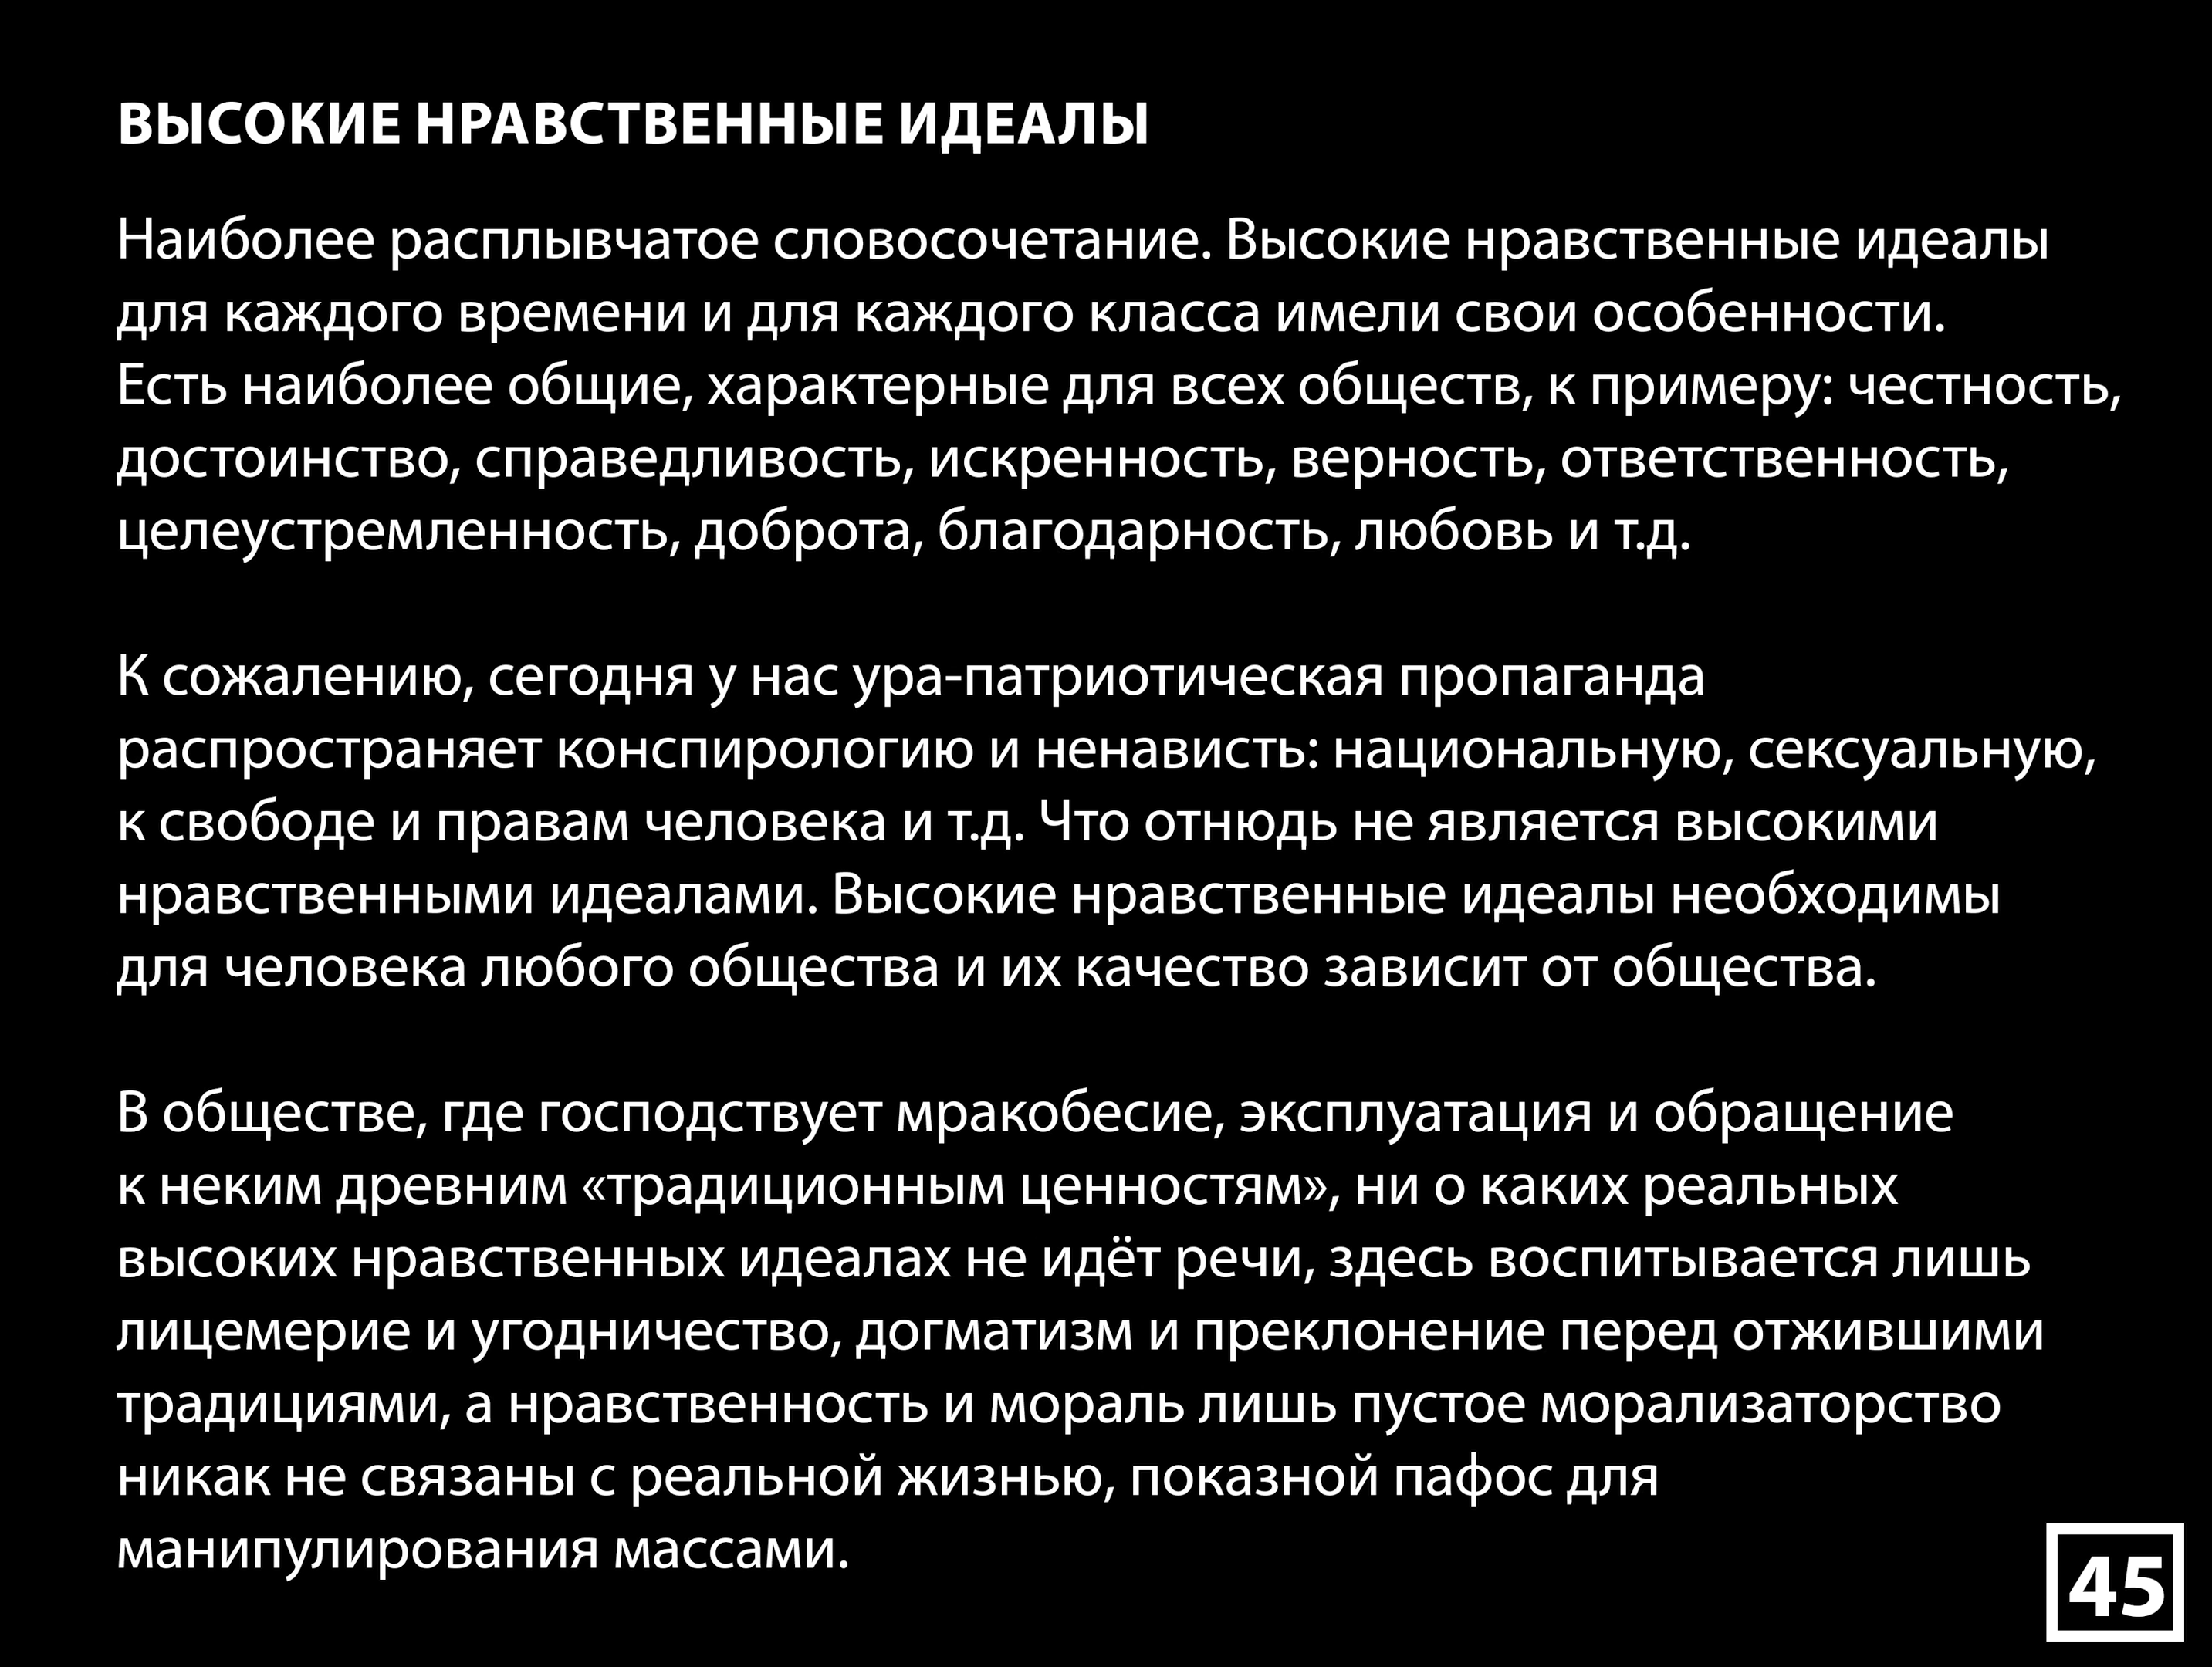 ВЫСОКИЕ НРАВСТВЕННЫЕ ИДЕАЛЫ
Наиболее расплывчатое словосочетание. Высокие нравственные идеалы
для каждого времени и для каждого класса имели свои особенности.
Есть наиболее общие, характерные для всех обществ, к примеру: честность,
достоинство, справедливость, искренность, верность, ответственность,
целеустремленность, доброта, благодарность, любовь и т.д.
К сожалению, сегодня у нас ура-патриотическая пропаганда
распространяет конспирологию и ненависть: национальную, сексуальную,
к свободе и правам человека и т.д. Что отнюдь не является высокими
нравственными идеалами. Высокие нравственные идеалы необходимы
для человека любого общества и их качество зависит от общества.
В обществе, где господствует мракобесие, эксплуатация и обращение
к неким древним «традиционным ценностям», ни о каких реальных
высоких нравственных идеалах не идёт речи, здесь воспитывается лишь
лицемерие и угодничество, догматизм и преклонение перед отжившими
традициями, а нравственность и мораль лишь пустое морализаторство
никак не связаны с реальной жизнью, показной пафос для
манипулирования массами.
45